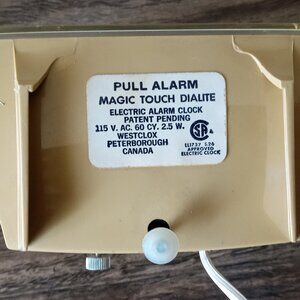 PULL ALARM
MAGIC TOUCH DIALITE
ELECTRIC ALARM CLOCK
PATENT PENDING
115 V. AC. 60 CY. 2.5 W.
WESTCLOX
PETERBOROUGH
CANADA
LL1737
APPROVED
ELECTRIC CLOCK